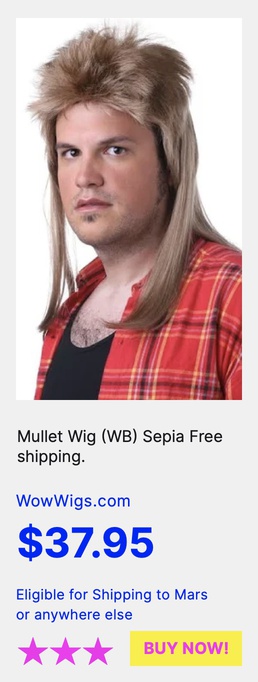 Mullet Wig (WB) Sepia Free
shipping.
WowWigs.com
$37.95
Eligible for Shipping to Mars
or anywhere else
BUY NOW!